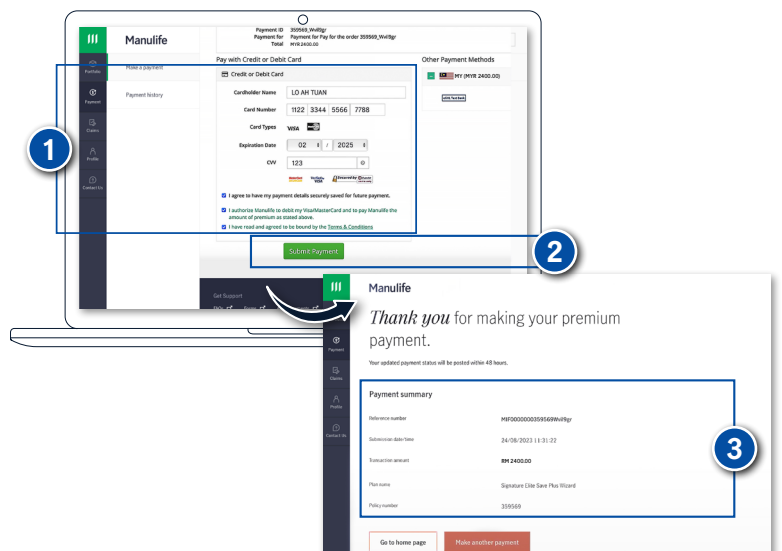 Manulife
Payment ID 359569_Wvil9gr
Payment for Payment for Pay for the order 359569_Wvil9gr
Total MYR 2400.00
Portfolio
Make a payment
Payment
Payment history
Claims
Profile
Contact Us
Pay with Credit or Debit Card
Other Payment Methods
Credit or Debit Card
MY (MYR 2400.00)
Cardholder Name LO AH TUAN
Card Number 1122 3344 5566 7788
Card Types VISA
Expiration Date 02 / 2025
CVV 123
I agree to have my payment details securely saved for future payment.
I authorize Manulife to debit my Visa/MasterCard and to pay Manulife the
amount of premium as stated above.
I have read and agreed to be bound by the Terms & Conditions
1
Submit Payment
2
Get Support
Manulife
Thank you for making your premium
payment.
Your updated payment status will be posted within 48 hours.
Payment
Claims
Profile
Contact Us
Payment summary
Reference number MIF0000000359569Wvil9gr
Submission date/time 24/08/2023 11:31:22
Transaction amount RM 2400.00
Plan name Signature Elite Save Plus Wizard
Policy number 359569
3
Go to home page
Make another payment